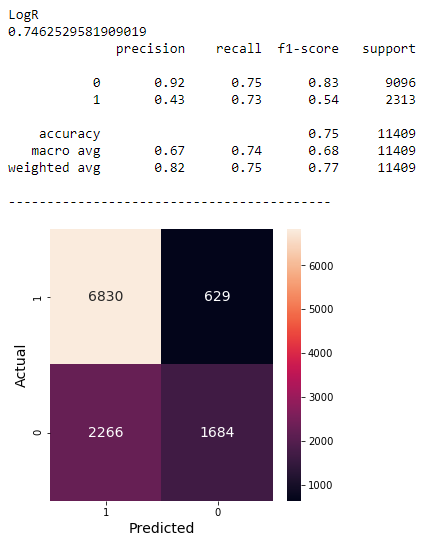 LogR
0.7462529581909019
precision recall f1-score support
0 0.92 0.75 0.83 9096
1 0.43 0.73 0.54 2313
accuracy 0.75 11409
macro avg 0.67 0.74 0.68 11409
weighted avg 0.82 0.75 0.77 11409
----------------------------------------
6830 629
2266 1684
Actual
1
0
1 0
Predicted
6000
5000
4000
3000
2000
1000